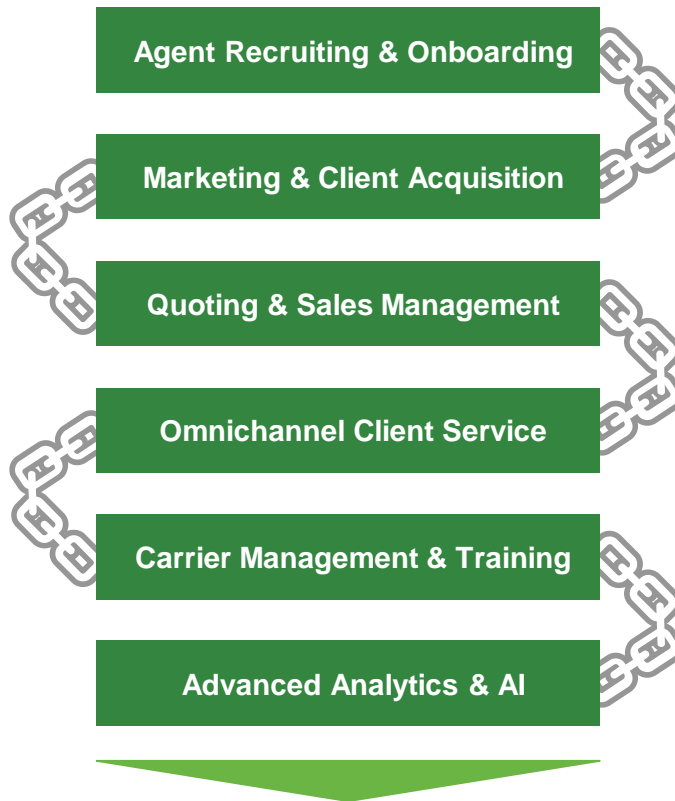 Agent Recruiting & Onboarding
Marketing & Client Acquisition
Quoting & Sales Management
Omnichannel Client Service
Carrier Management & Training
Advanced Analytics & AI